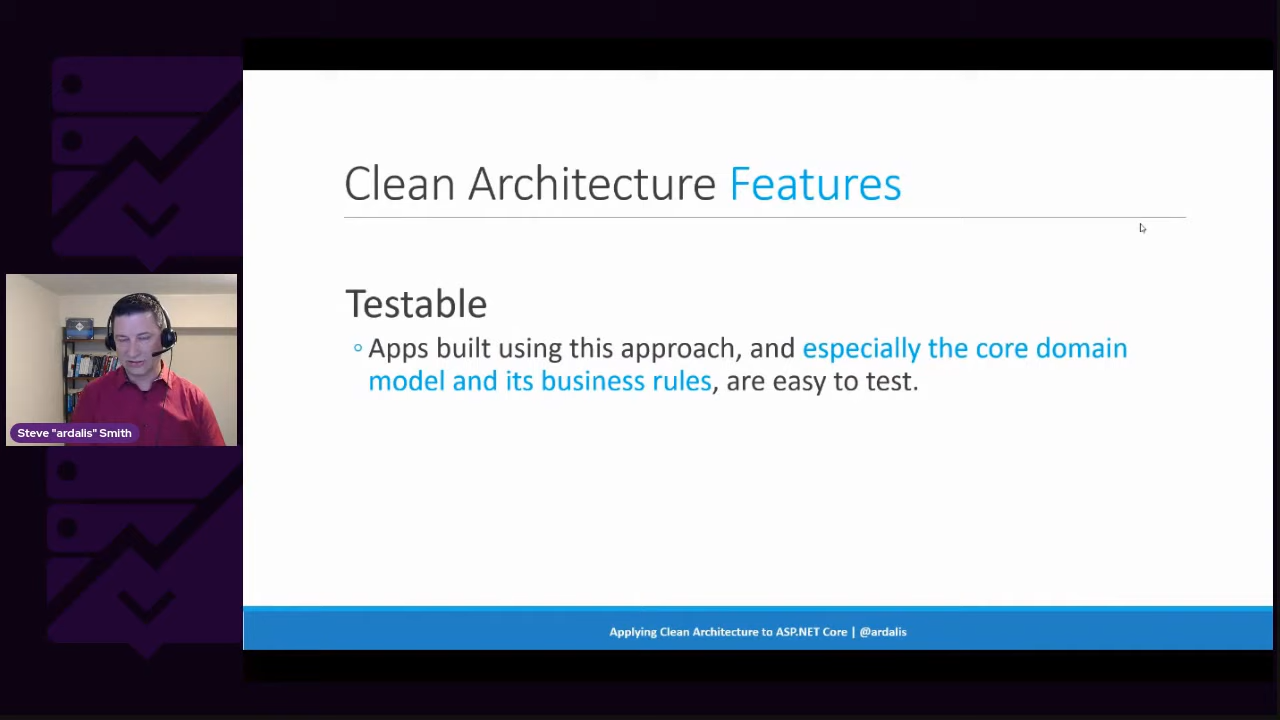 Clean Architecture Features
Testable
◦ Apps built using this approach, and especially the core domain
model and its business rules, are easy to test.
Steve "ardalis" Smith
Applying Clean Architecture to ASP.NET Core | @ardalis